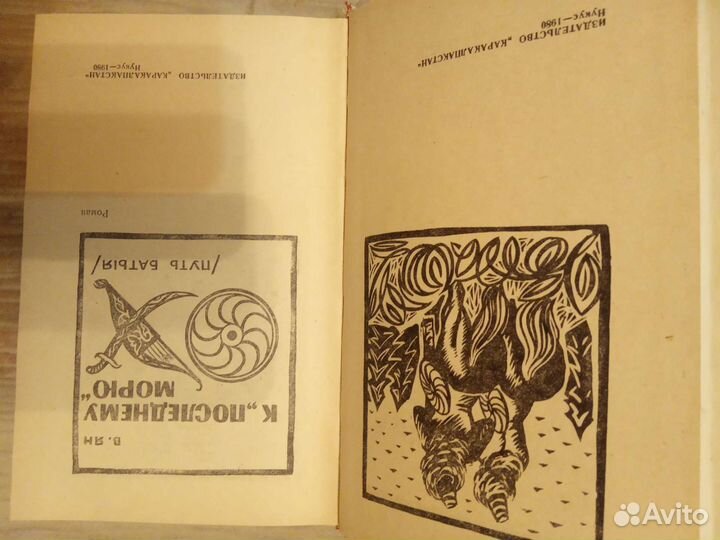 В. ЯН
К „ПОСЛЕДНЕМУ
МОРЮ“
/ПУТЬ БАТЫЯ/
Роман
ИЗДАТЕЛЬСТВО „КАРАКАЛПАКСТАН“
Нукус—1980
ИЗДАТЕЛЬСТВО „КАРАКАЛПАКСТАН“
Нукус—1980
Avito